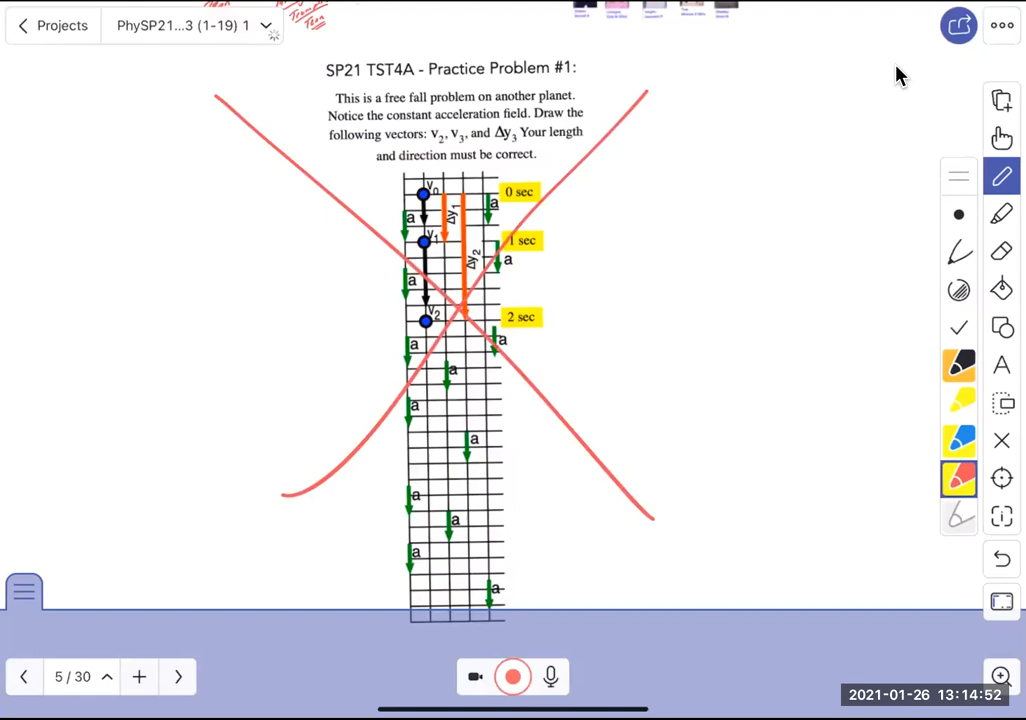 Projects
PhySP21...3 (1-19) 1
SP21 TST4A - Practice Problem #1:
This is a free fall problem on another planet.
Notice the constant acceleration field. Draw the
following vectors: v₂, v₃, and Δy₃ Your length
and direction must be correct.
v₀
0 sec
a
a
Δy₁
v₁
1 sec
a
Δy₂
a
v₂
2 sec
a
a
a
a
a
a
a
a
a
A
5 / 30
2021-01-26 13:14:52